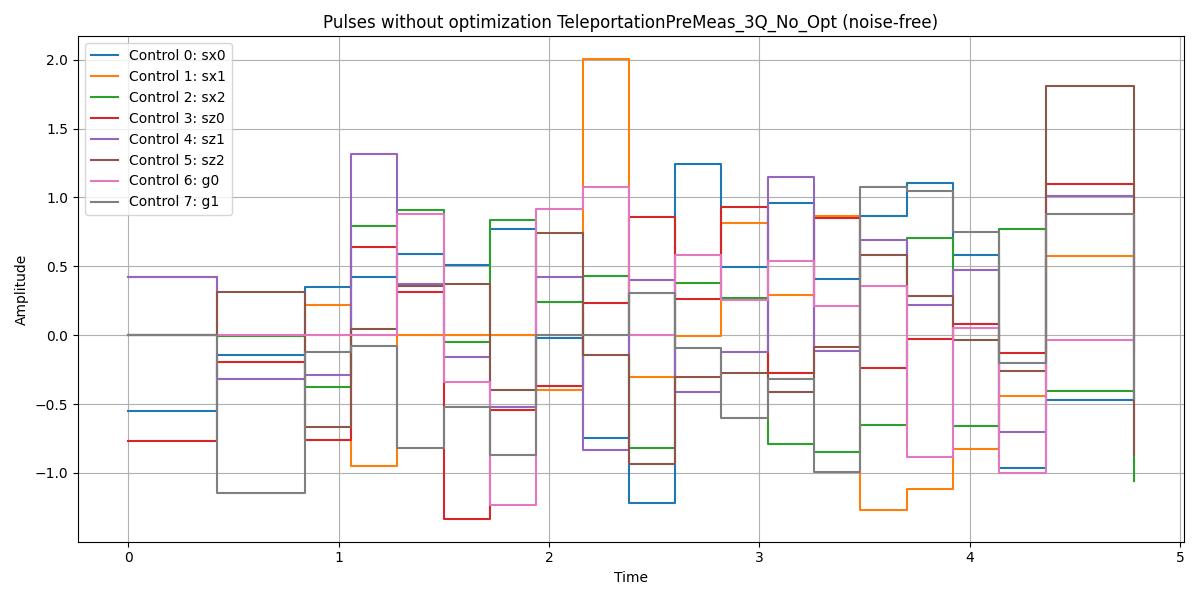 Pulses without optimization TeleportationPreMeas_3Q_No_Opt (noise-free)
Control 0: sx0
Control 1: sx1
Control 2: sx2
Control 3: sz0
Control 4: sz1
Control 5: sz2
Control 6: g0
Control 7: g1
Amplitude
2.0
1.5
1.0
0.5
0.0
−0.5
−1.0
0 1 2 3 4 5
Time